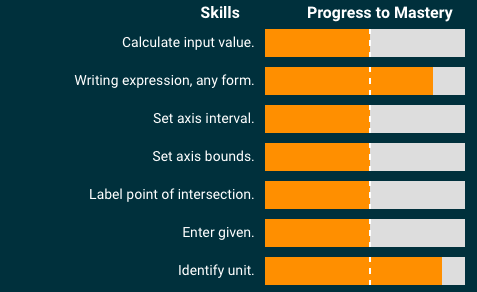 Skills Progress to Mastery
Calculate input value.
Writing expression, any form.
Set axis interval.
Set axis bounds.
Label point of intersection.
Enter given.
Identify unit.